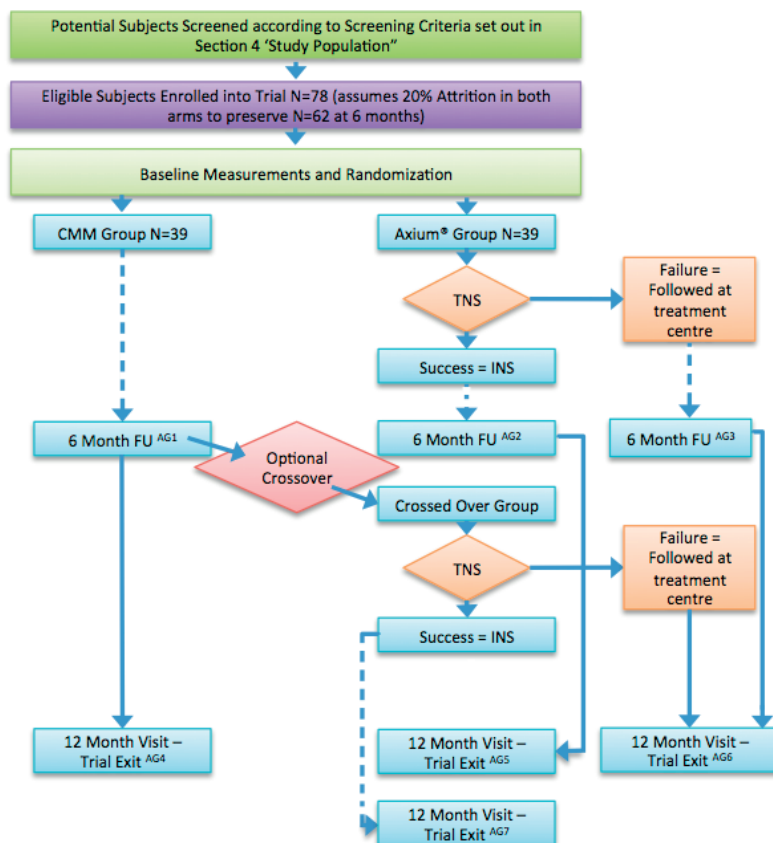 Potential Subjects Screened according to Screening Criteria set out in
Section 4 ‘Study Population”
Eligible Subjects Enrolled into Trial N=78 (assumes 20% Attrition in both
arms to preserve N=62 at 6 months)
Baseline Measurements and Randomization
CMM Group N=39
Axium® Group N=39
TNS
Failure =
Followed at
treatment
centre
Success = INS
6 Month FU AG1
6 Month FU AG2
6 Month FU AG3
Optional
Crossover
Crossed Over Group
TNS
Failure =
Followed at
treatment
centre
Success = INS
12 Month Visit –
Trial Exit AG4
12 Month Visit –
Trial Exit AG5
12 Month Visit –
Trial Exit AG6
12 Month Visit –
Trial Exit AG7